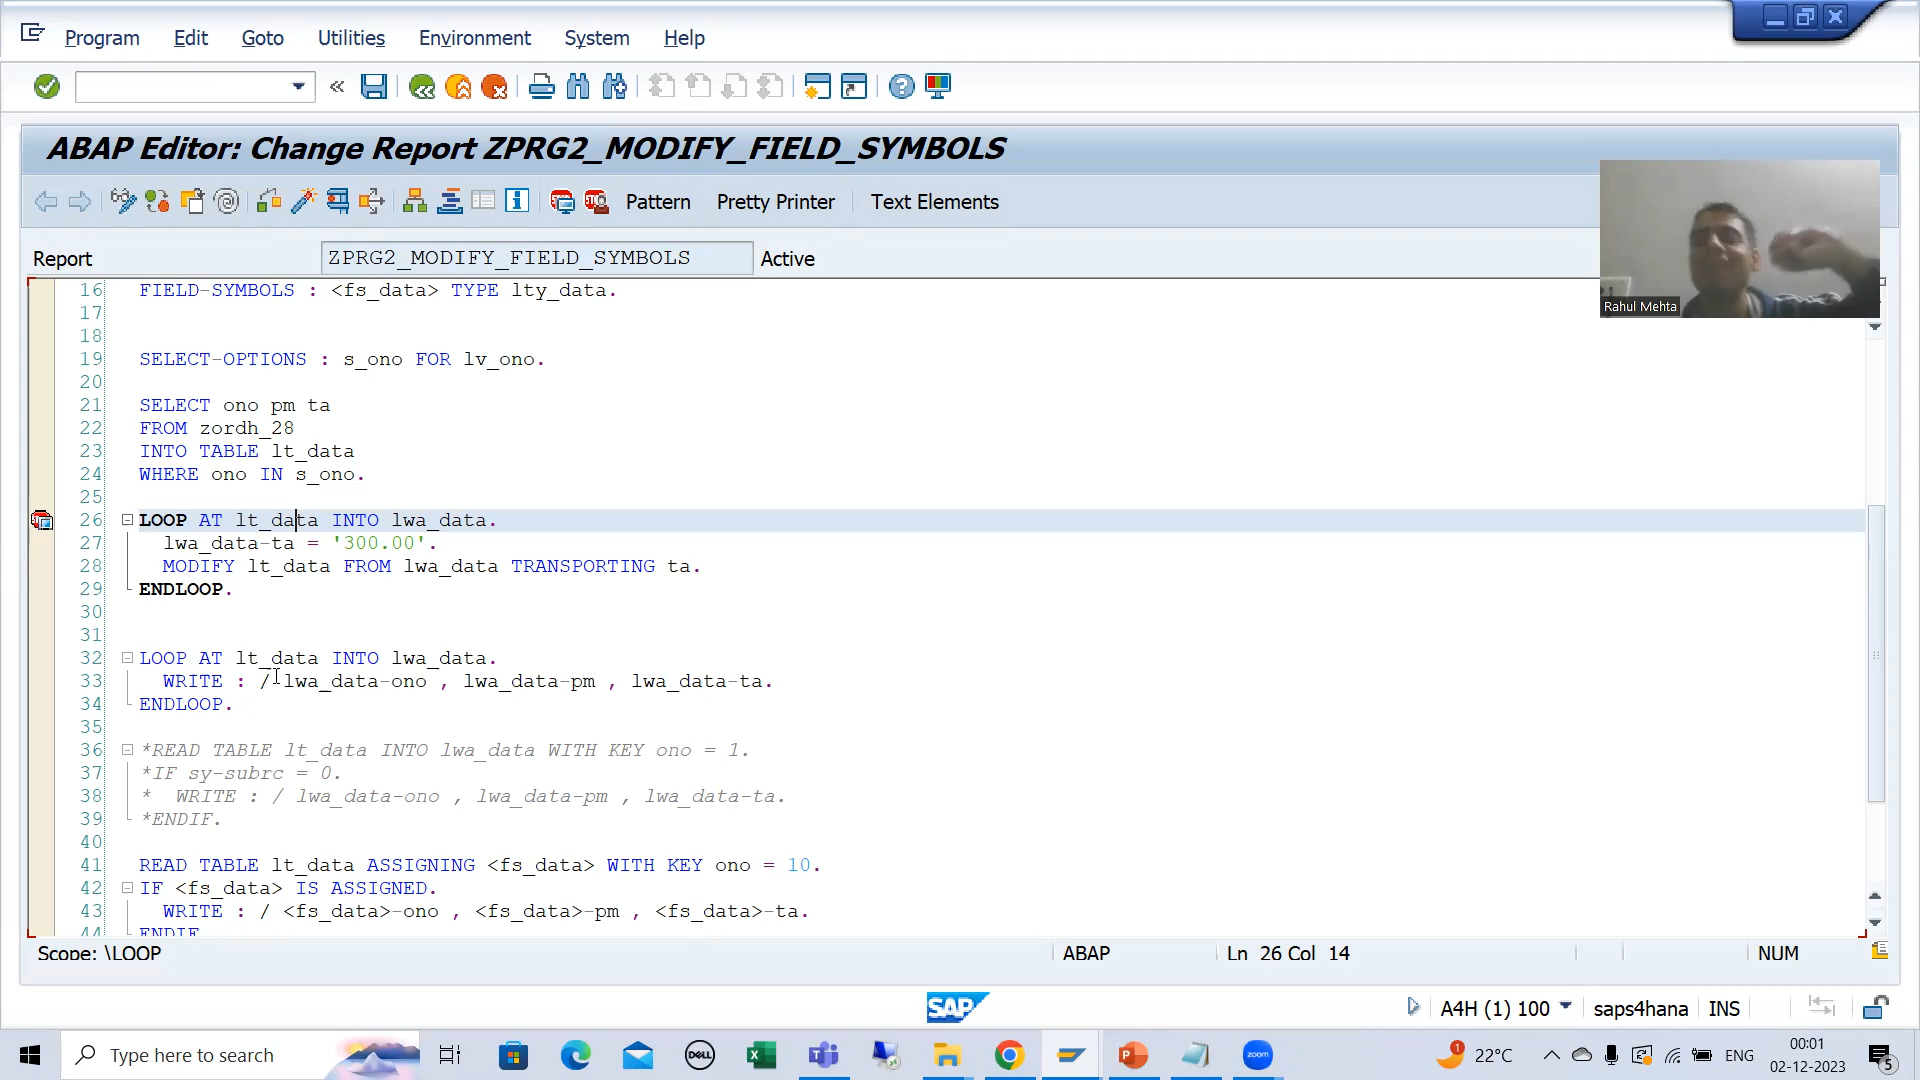 Program Edit Goto Utilities Environment System Help
ABAP Editor: Change Report ZPRG2_MODIFY_FIELD_SYMBOLS
Pattern Pretty Printer Text Elements
Report ZPRG2_MODIFY_FIELD_SYMBOLS Active
Rahul Mehta
16 FIELD-SYMBOLS : <fs_data> TYPE lty_data.
17
18
19 SELECT-OPTIONS : s_ono FOR lv_ono.
20
21 SELECT ono pm ta
22 FROM zordh_28
23 INTO TABLE lt_data
24 WHERE ono IN s_ono.
25
26 LOOP AT lt_data INTO lwa_data.
27 lwa_data-ta = '300.00'.
28 MODIFY lt_data FROM lwa_data TRANSPORTING ta.
29 ENDLOOP.
30
31
32 LOOP AT lt_data INTO lwa_data.
33 WRITE : / lwa_data-ono , lwa_data-pm , lwa_data-ta.
34 ENDLOOP.
35
36 *READ TABLE lt_data INTO lwa_data WITH KEY ono = 1.
37 *IF sy-subrc = 0.
38 * WRITE : / lwa_data-ono , lwa_data-pm , lwa_data-ta.
39 *ENDIF.
40
41 READ TABLE lt_data ASSIGNING <fs_data> WITH KEY ono = 10.
42 IF <fs_data> IS ASSIGNED.
43 WRITE : / <fs_data>-ono , <fs_data>-pm , <fs_data>-ta.
44 ENDIF
Scope: \LOOP ABAP Ln 26 Col 14 NUM
SAP A4H (1) 100 saps4hana INS
Type here to search DELL zoom 1 22°C ENG 00:01
02-12-2023 5